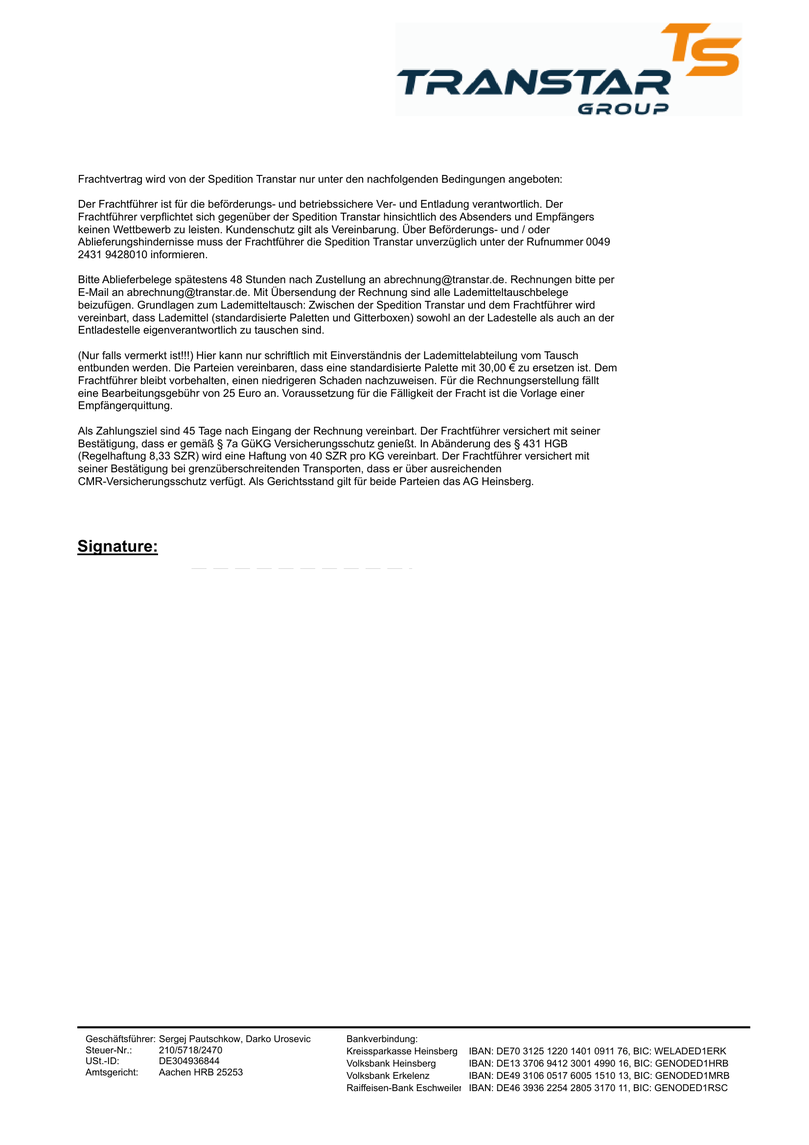 TS
TRANSTAR
GROUP
Frachtvertrag wird von der Spedition Transtar nur unter den nachfolgenden Bedingungen angeboten:
Der Frachtführer ist für die beförderungs- und betriebssichere Ver- und Entladung verantwortlich. Der
Frachtführer verpflichtet sich gegenüber der Spedition Transtar hinsichtlich des Absenders und Empfängers
keinen Wettbewerb zu leisten. Kundenschutz gilt als Vereinbarung. Über Beförderungs- und / oder
Ablieferungshindernisse muss der Frachtführer die Spedition Transtar unverzüglich unter der Rufnummer 0049
2431 9428010 informieren.
Bitte Ablieferbelege spätestens 48 Stunden nach Zustellung an abrechnung@transtar.de. Rechnungen bitte per
E-Mail an abrechnung@transtar.de. Mit Übersendung der Rechnung sind alle Lademitteltauschbelege
beizufügen. Grundlagen zum Lademitteltausch: Zwischen der Spedition Transtar und dem Frachtführer wird
vereinbart, dass Lademittel (standardisierte Paletten und Gitterboxen) sowohl an der Ladestelle als auch an der
Entladestelle eigenverantwortlich zu tauschen sind.
(Nur falls vermerkt ist!!!) Hier kann nur schriftlich mit Einverständnis der Lademittelabteilung vom Tausch
entbunden werden. Die Parteien vereinbaren, dass eine standardisierte Palette mit 30,00 € zu ersetzen ist. Dem
Frachtführer bleibt vorbehalten, einen niedrigeren Schaden nachzuweisen. Für die Rechnungserstellung fällt
eine Bearbeitungsgebühr von 25 Euro an. Voraussetzung für die Fälligkeit der Fracht ist die Vorlage einer
Empfängerquittung.
Als Zahlungsziel sind 45 Tage nach Eingang der Rechnung vereinbart. Der Frachtführer versichert mit seiner
Bestätigung, dass er gemäß § 7a GüKG Versicherungsschutz genießt. In Abänderung des § 431 HGB
(Regelhaftung 8,33 SZR) wird eine Haftung von 40 SZR pro KG vereinbart. Der Frachtführer versichert mit
seiner Bestätigung bei grenzüberschreitenden Transporten, dass er über ausreichenden
CMR-Versicherungsschutz verfügt. Als Gerichtsstand gilt für beide Parteien das AG Heinsberg.
Signature:
Geschäftsführer: Sergej Pautschkow, Darko Urosevic
Steuer-Nr.: 210/5718/2470
USt.-ID: DE304936844
Amtsgericht: Aachen HRB 25253
Bankverbindung:
Kreissparkasse Heinsberg IBAN: DE70 3125 1220 1401 0911 76, BIC: WELADED1ERK
Volksbank Heinsberg IBAN: DE13 3706 9412 3001 4990 16, BIC: GENODED1HRB
Volksbank Erkelenz IBAN: DE49 3106 0517 6005 1510 13, BIC: GENODED1MRB
Raiffeisen-Bank Eschweiler IBAN: DE46 3936 2254 2805 3170 11, BIC: GENODED1RSC